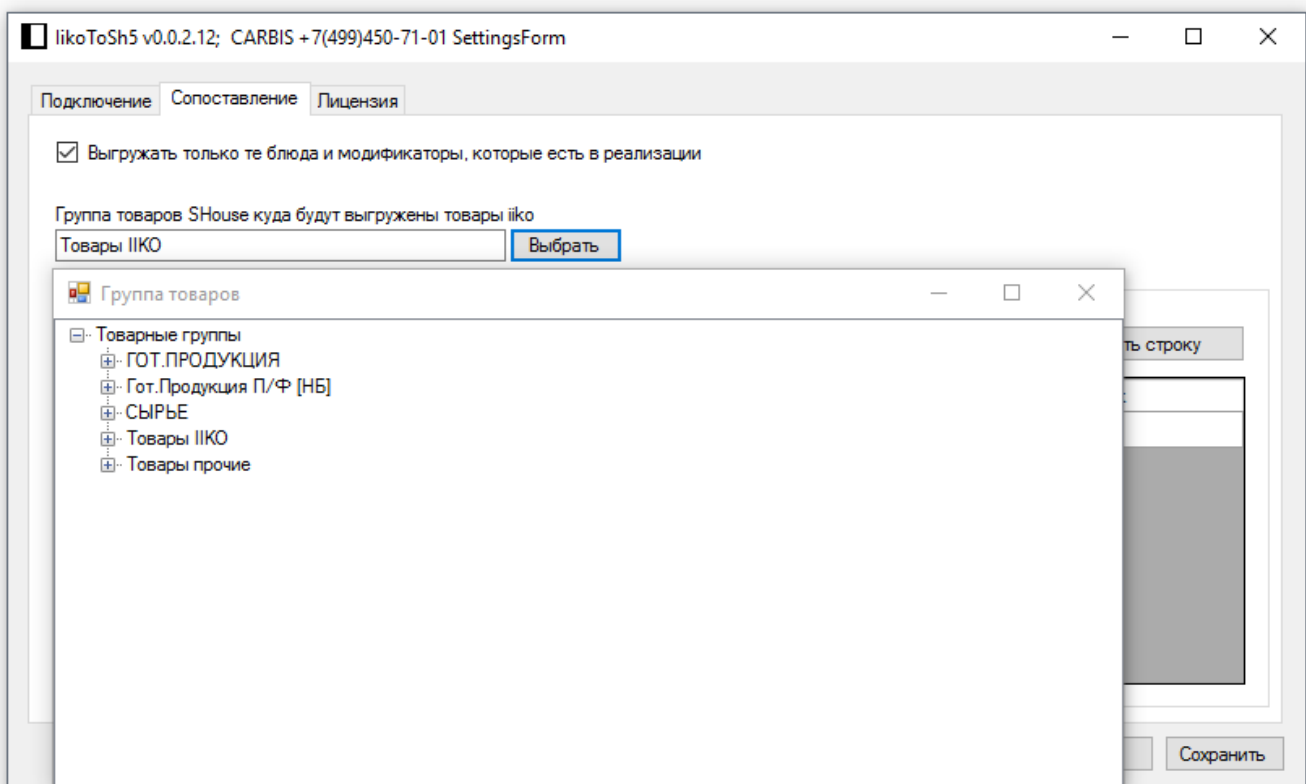 IikoToSh5 v0.0.2.12; CARBIS +7(499)450-71-01 SettingsForm
Подключение Сопоставление Лицензия
Выгружать только те блюда и модификаторы, которые есть в реализации
Группа товаров SHouse куда будут выгружены товары iiko
Товары IIKO Выбрать
Группа товаров
Товарные группы
ГОТ.ПРОДУКЦИЯ
ть строку
Гот.Продукция П/Ф [НБ]
СЫРЬЕ
Товары IIKO
Товары прочие
Сохранить